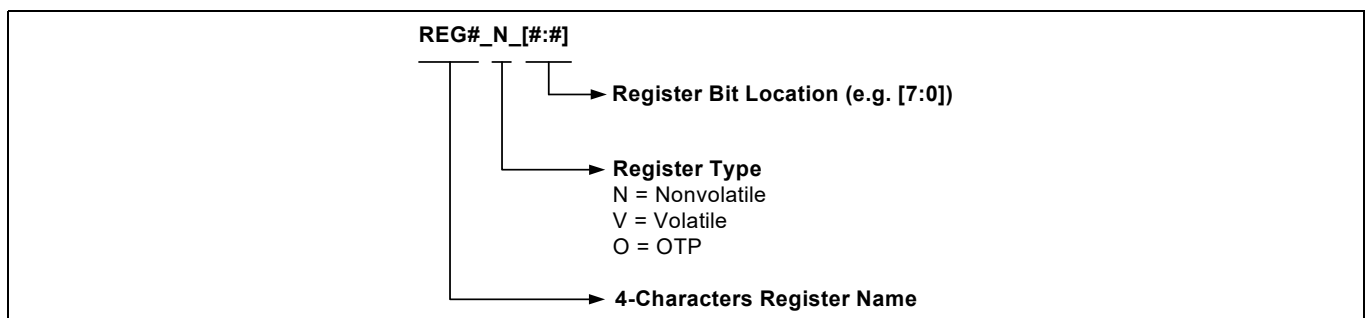 REG#_N_[#:#]
Register Bit Location (e.g. [7:0])
Register Type
N = Nonvolatile
V = Volatile
O = OTP
4-Characters Register Name